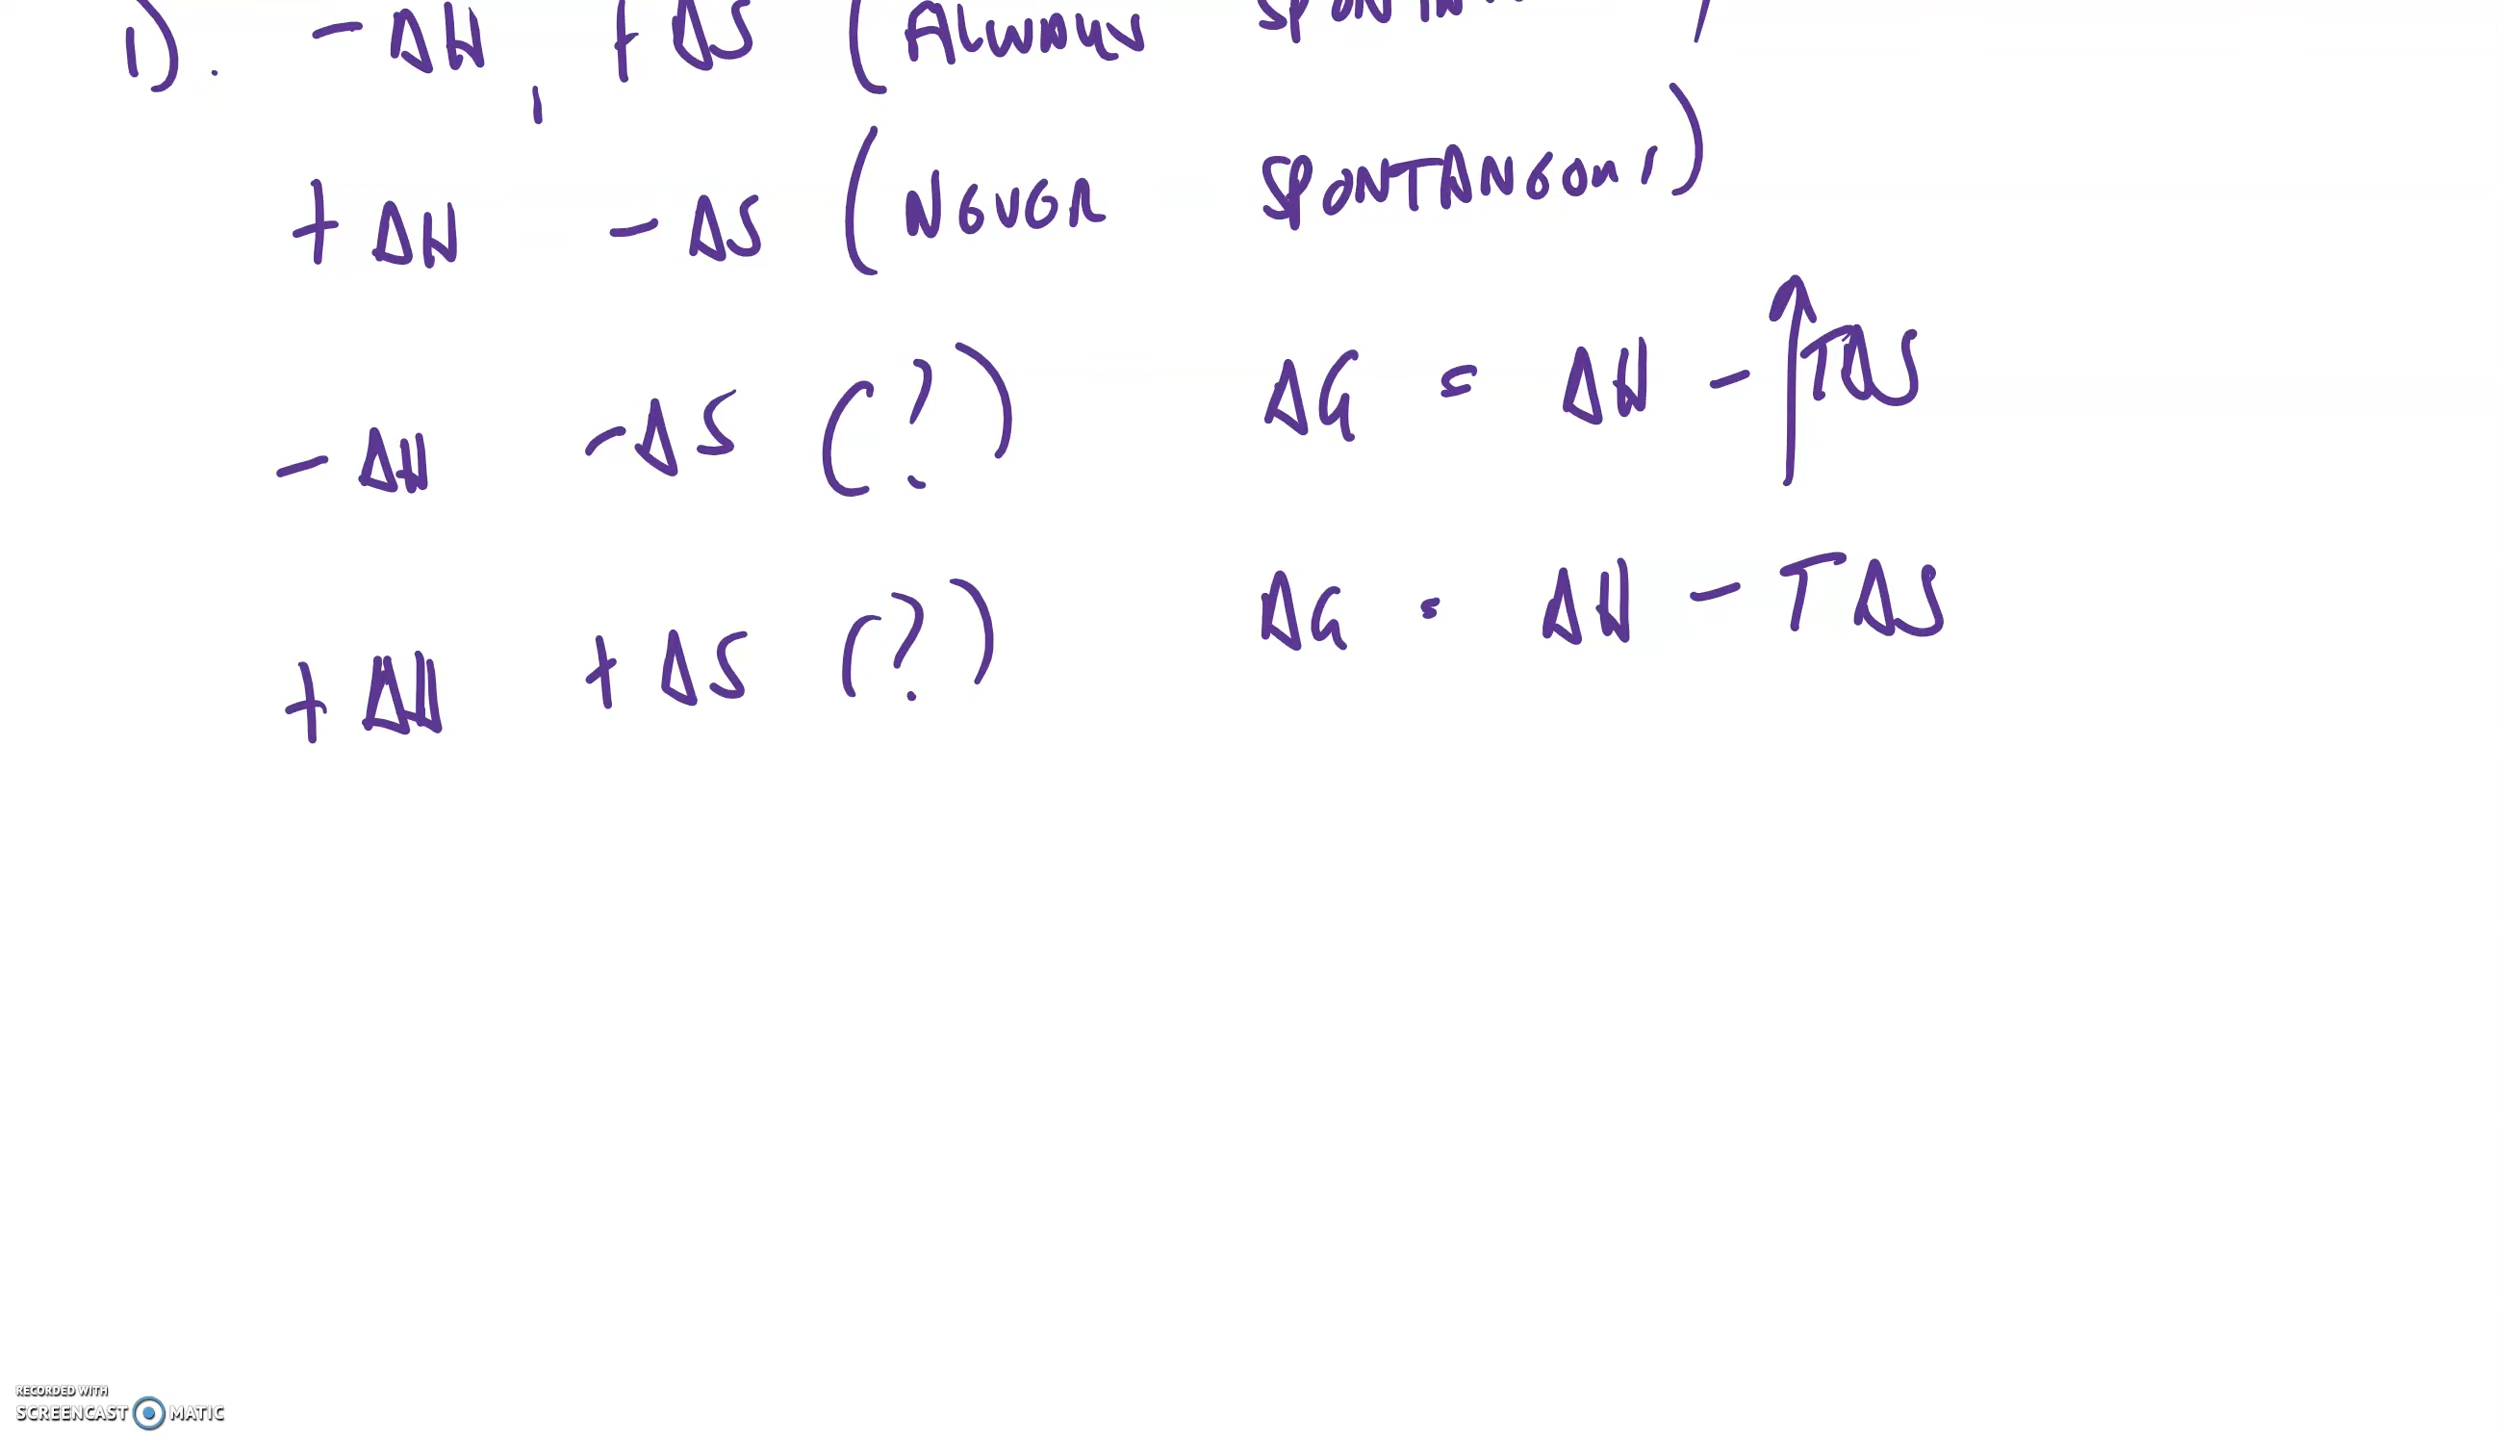 D). -ΔH, +ΔS (ALWAYS SPONTANEOUS)
+ΔH -ΔS (NEVER SPONTANEOUS)
-ΔH -ΔS (?) ΔG = ΔH - ↑TΔS
+ΔH +ΔS (?) ΔG = ΔH - TΔS
RECORDED WITH
SCREENCAST MATIC